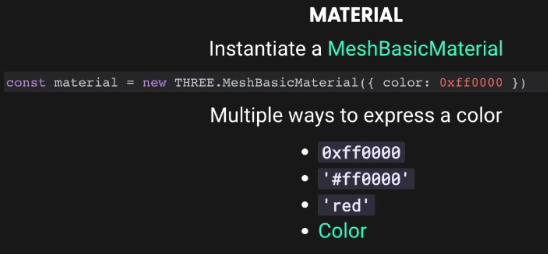 MATERIAL
Instantiate a MeshBasicMaterial
const material = new THREE.MeshBasicMaterial({ color: 0xff0000 })
Multiple ways to express a color
• 0xff0000
• '#ff0000'
• 'red'
• Color